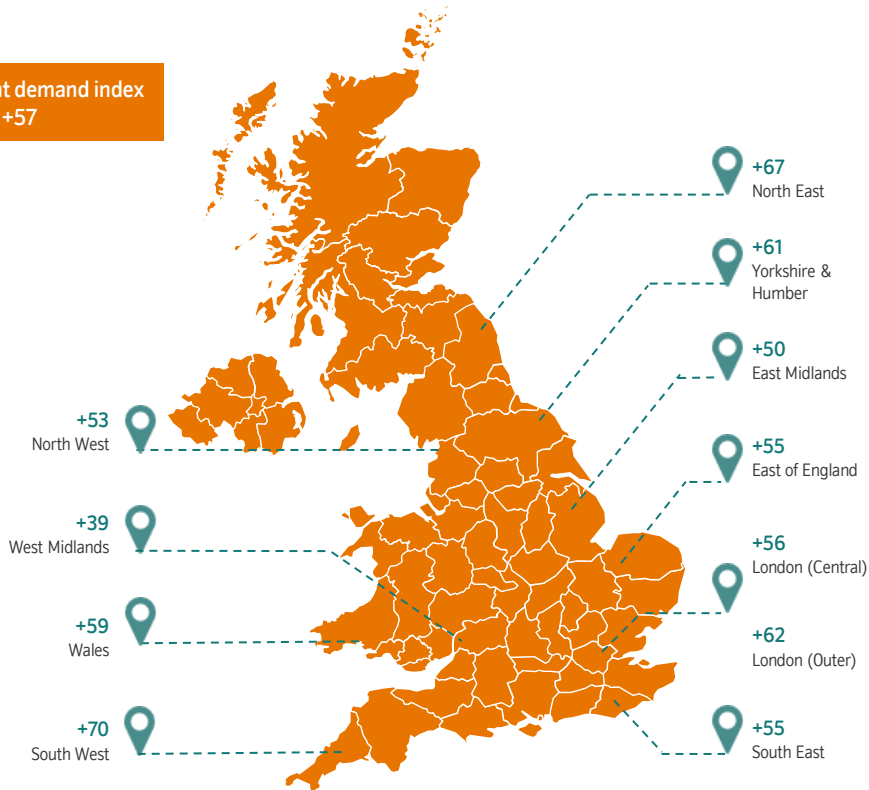 demand index
+57
+67
North East
+61
Yorkshire &
Humber
+50
East Midlands
+55
East of England
+56
London (Central)
+62
London (Outer)
+55
South East
+53
North West
+39
West Midlands
+59
Wales
+70
South West